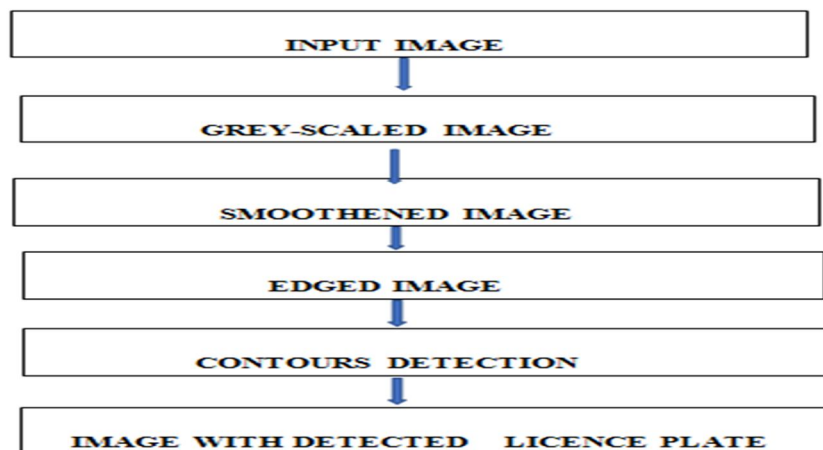 INPUT IMAGE
GREY-SCALED IMAGE
SMOOTHENED IMAGE
EDGED IMAGE
CONTOURS DETECTION
IMAGE WITH DETECTED LICENCE PLATE